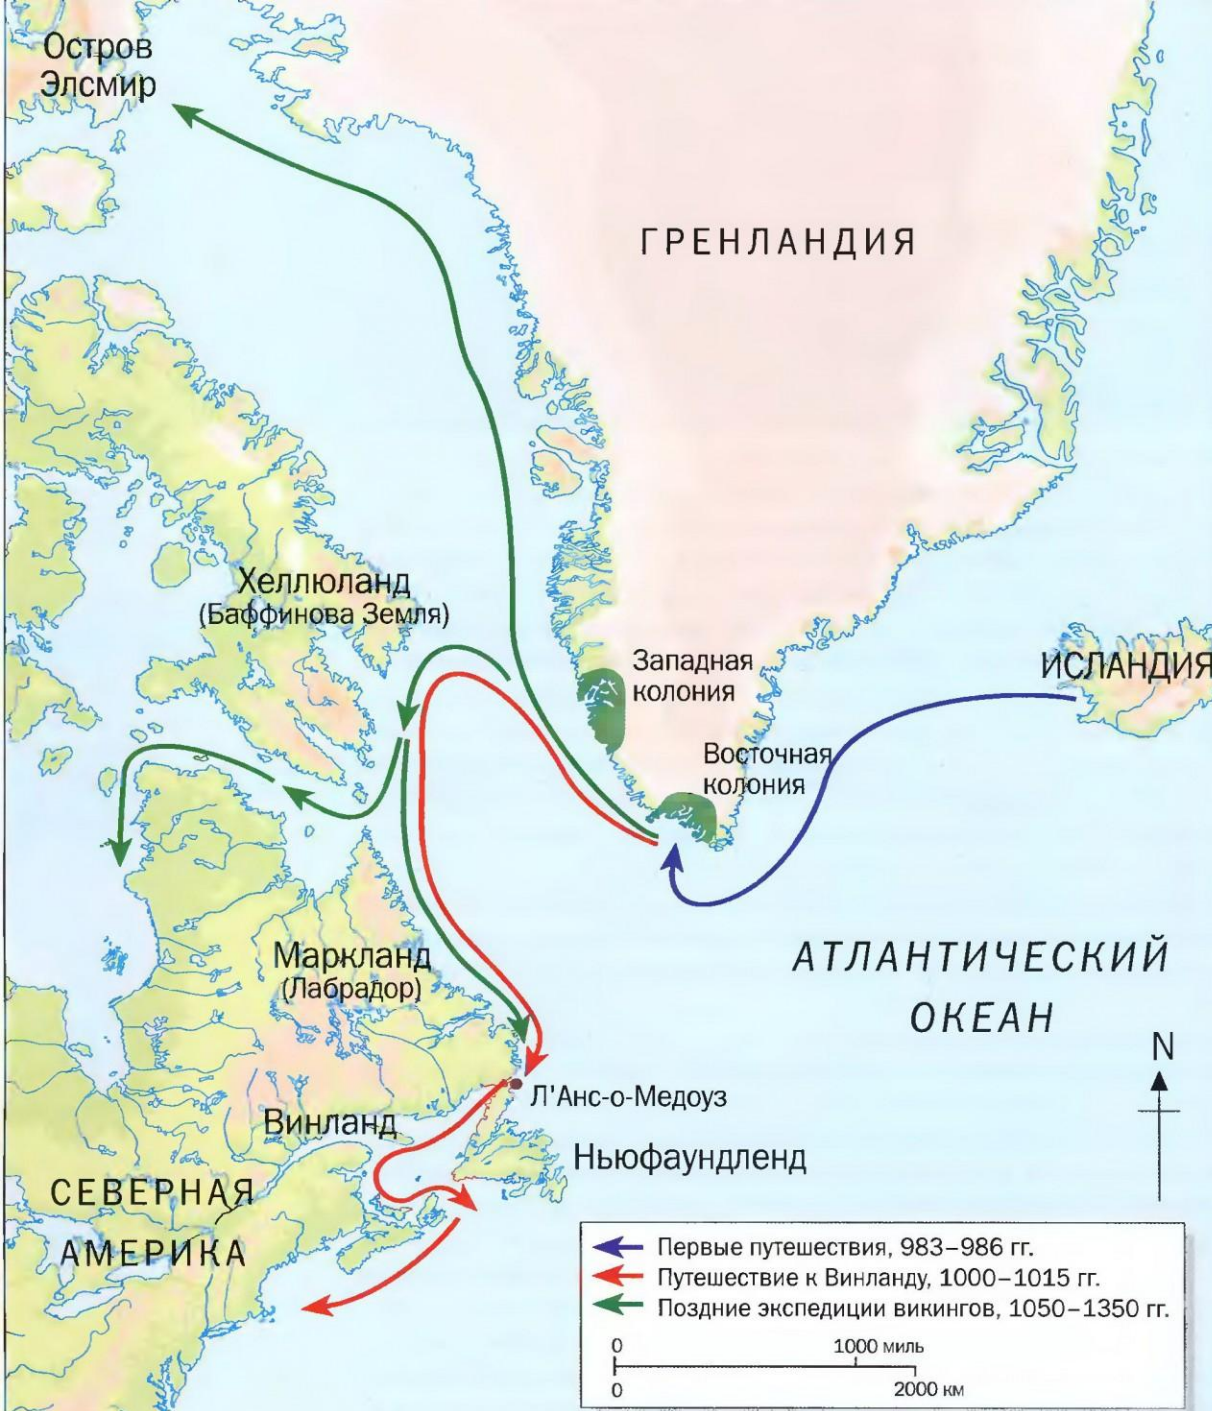 Остров
Элсмир
ГРЕНЛАНДИЯ
Хеллюланд
(Баффинова Земля)
Западная
колония
ИСЛАНДИЯ
Восточная
колония
Маркланд
(Лабрадор)
АТЛАНТИЧЕСКИЙ
ОКЕАН
N
Л'Анс-о-Медоуз
Винланд
Ньюфаундленд
СЕВЕРНАЯ
АМЕРИКА
Первые путешествия, 983–986 гг.
Путешествие к Винланду, 1000–1015 гг.
Поздние экспедиции викингов, 1050–1350 гг.
0 1000 миль
0 2000 км